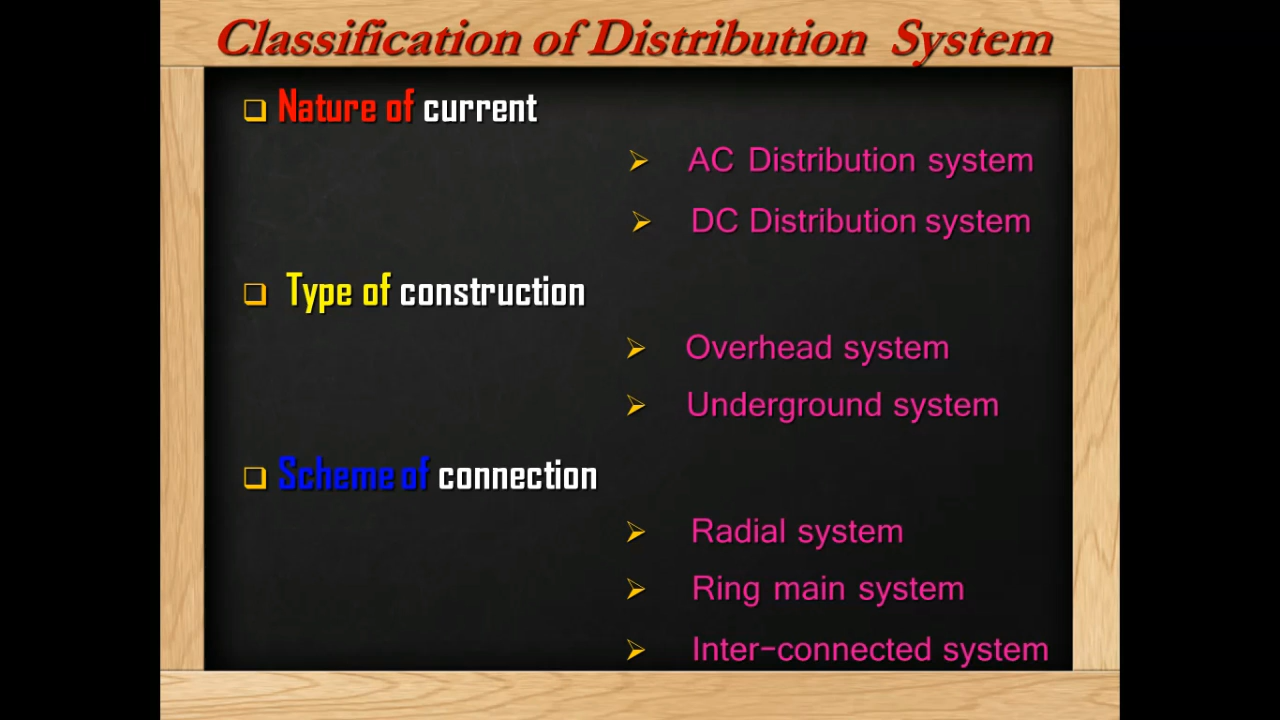 Classification of Distribution System
Nature of current
AC Distribution system
DC Distribution system
Type of construction
Overhead system
Underground system
Scheme of connection
Radial system
Ring main system
Inter-connected system